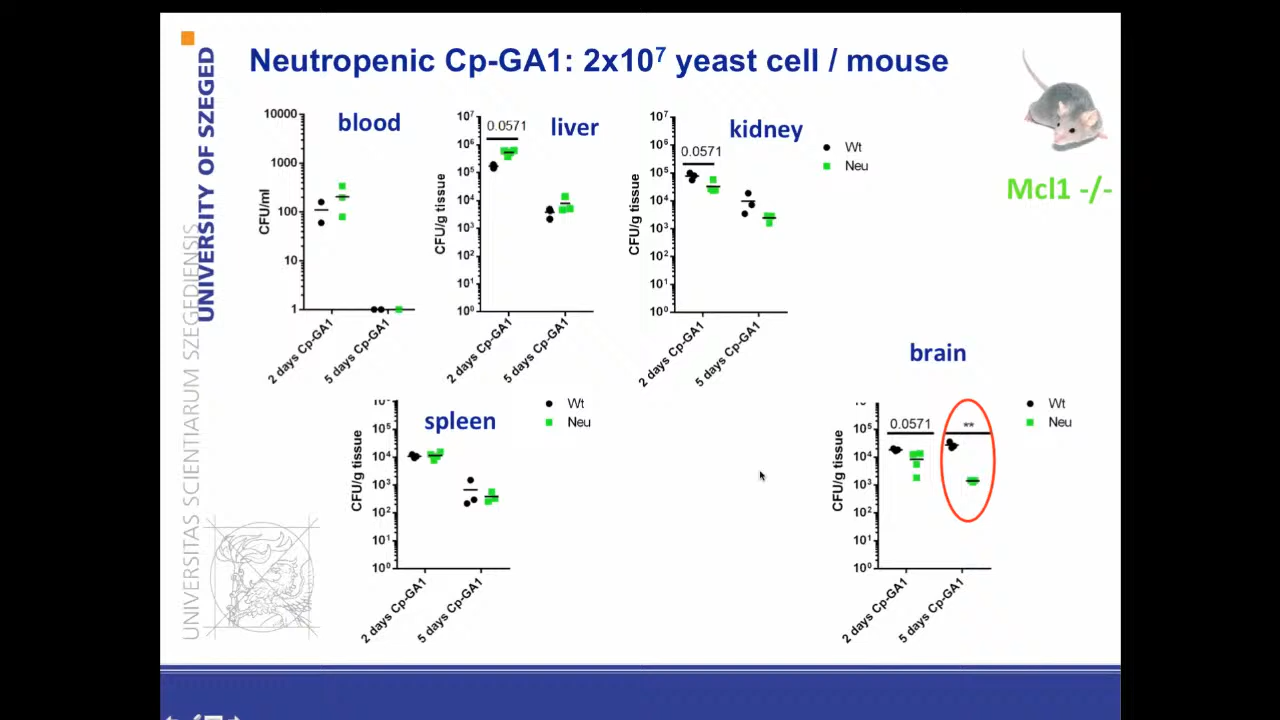 Neutropenic Cp-GA1: 2x10⁷ yeast cell / mouse
UNIVERSITY OF SZEGED
UNIVERSITAS SCIENTIARUM SZEGEDIENSIS
Mcl1 -/-
blood
CFU/ml
10000
1000
100
10
1
2 days Cp-GA1
5 days Cp-GA1
liver
0.0571
CFU/g tissue
10⁷
10⁶
10⁵
10⁴
10³
10²
10¹
10⁰
2 days Cp-GA1
5 days Cp-GA1
kidney
0.0571
CFU/g tissue
10⁷
10⁶
10⁵
10⁴
10³
10²
10¹
10⁰
2 days Cp-GA1
5 days Cp-GA1
Wt
Neu
spleen
CFU/g tissue
10⁵
10⁴
10³
10²
10¹
10⁰
2 days Cp-GA1
5 days Cp-GA1
Wt
Neu
brain
0.0571
**
CFU/g tissue
10⁵
10⁴
10³
10²
10¹
10⁰
2 days Cp-GA1
5 days Cp-GA1
Wt
Neu